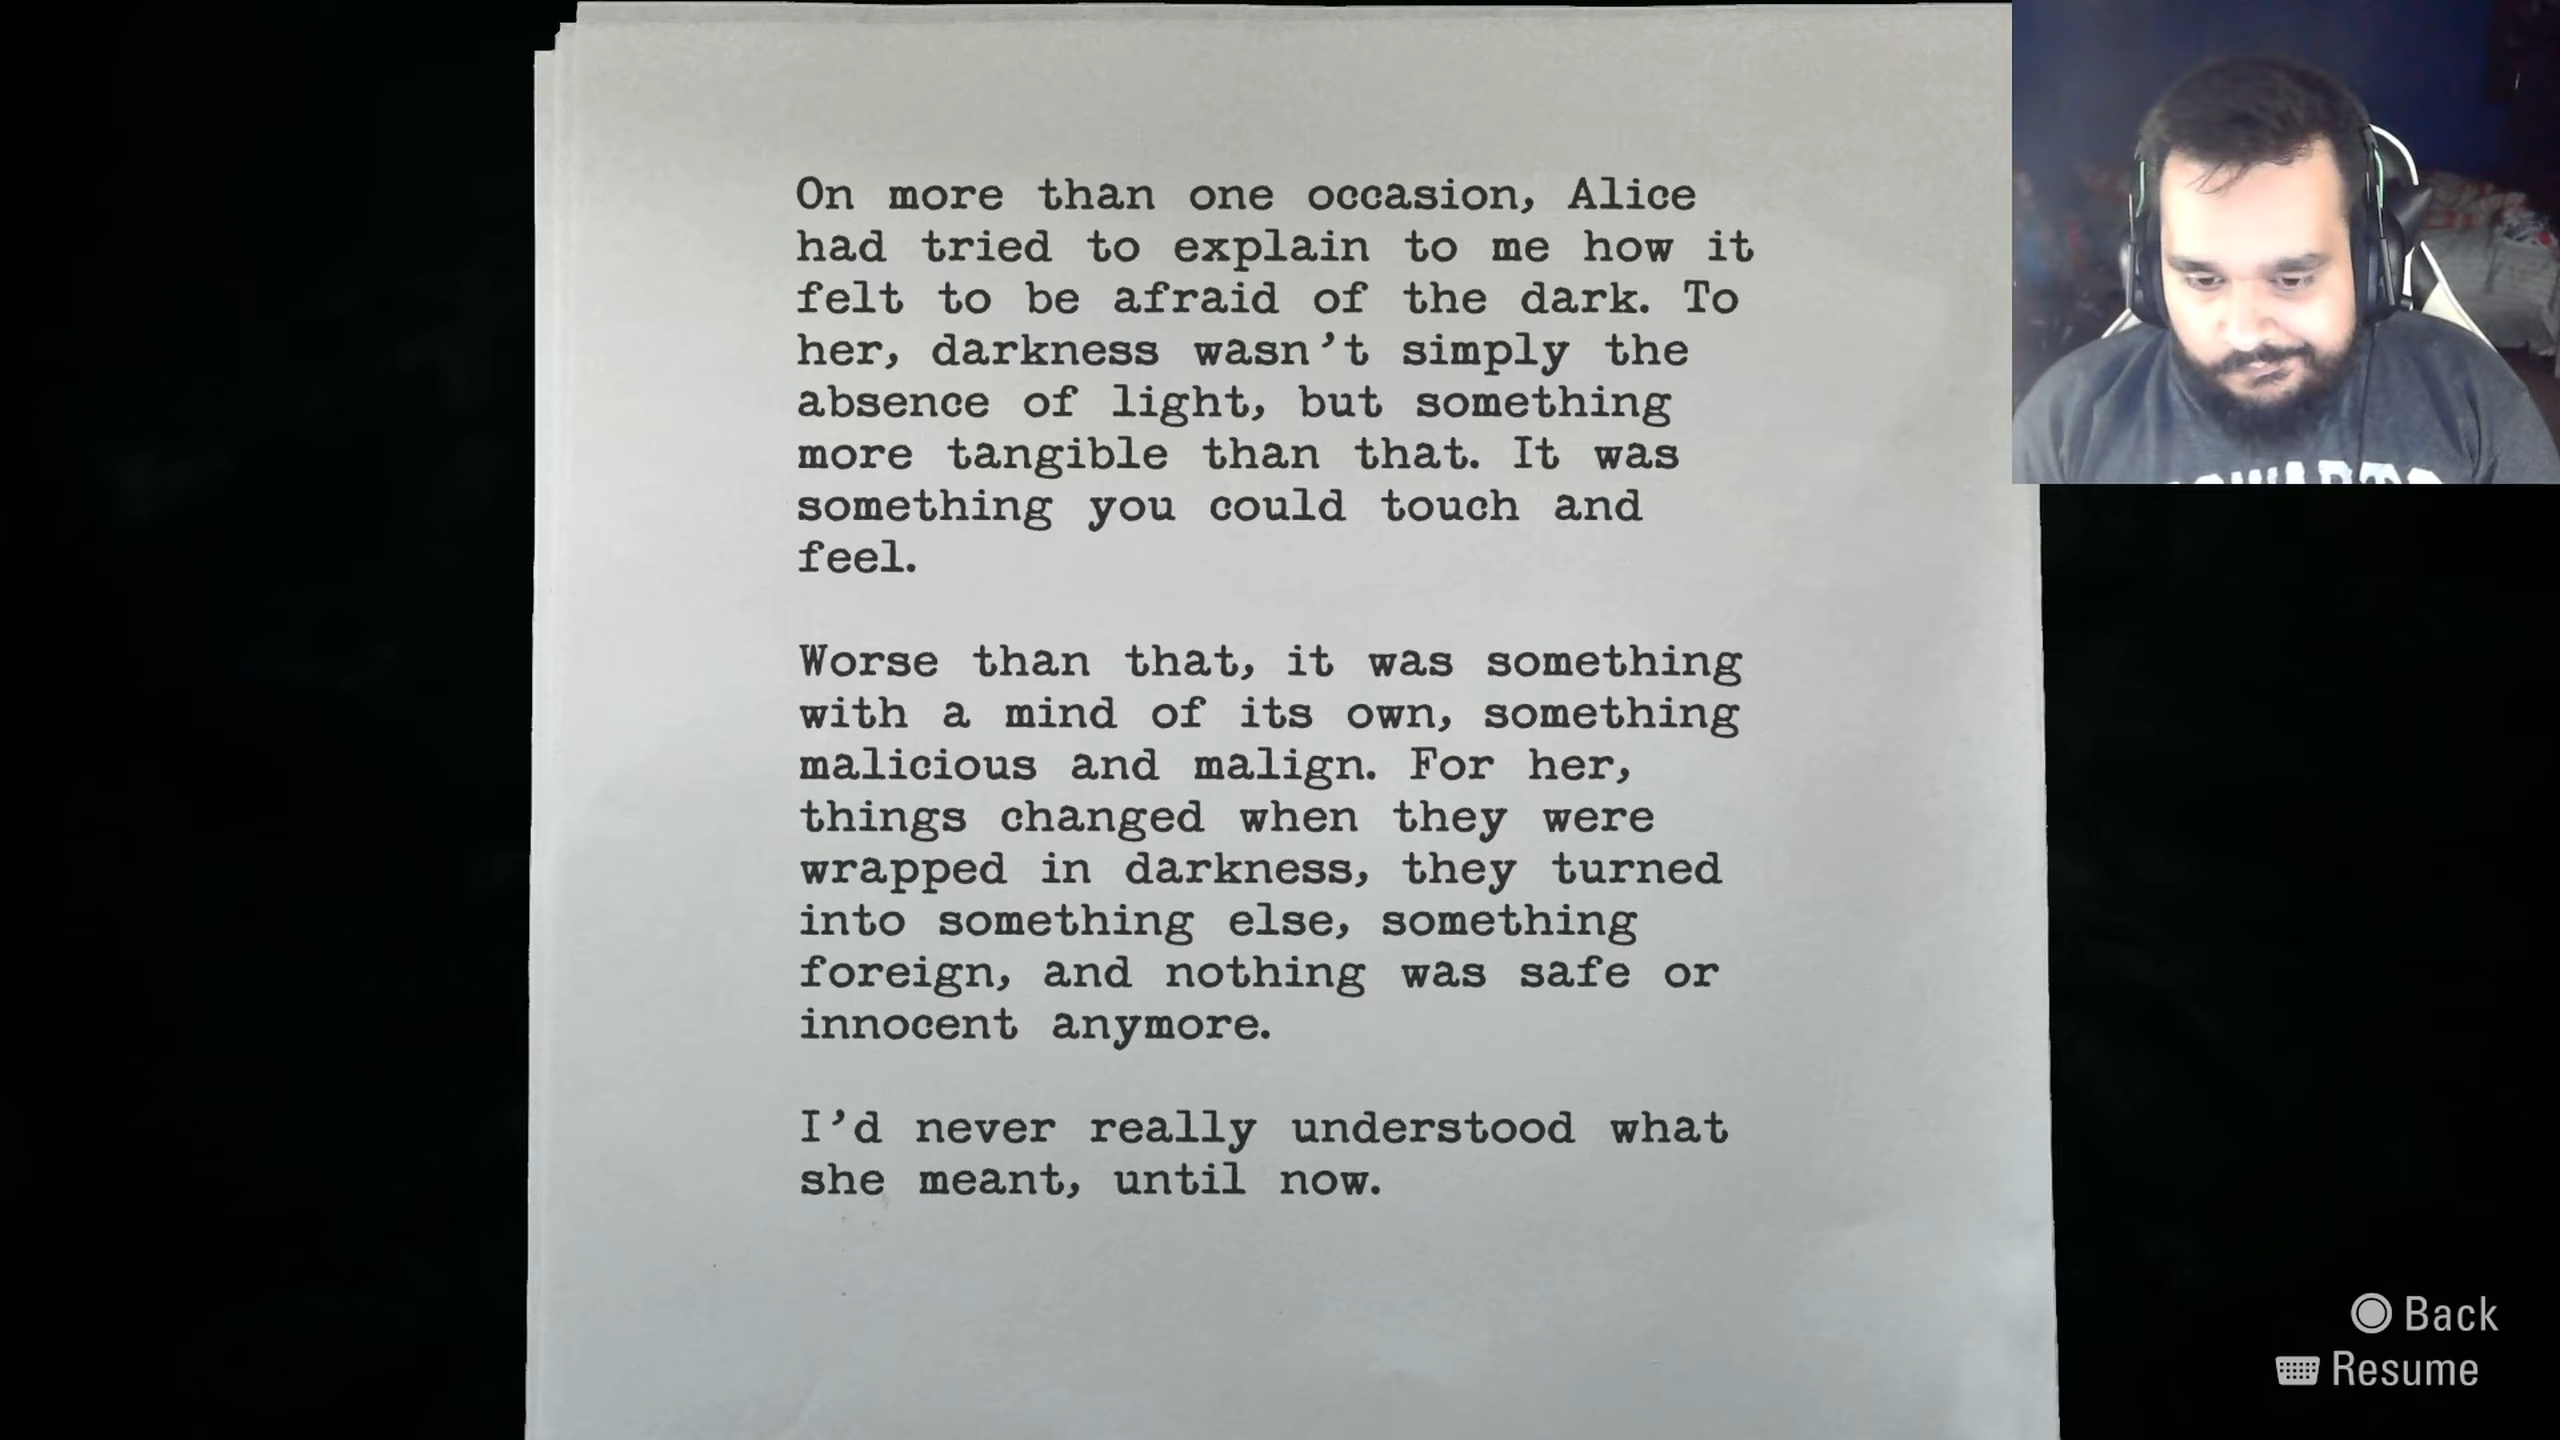 On more than one occasion, Alice
had tried to explain to me how it
felt to be afraid of the dark. To
her, darkness wasn’t simply the
absence of light, but something
more tangible than that. It was
something you could touch and
feel.
Worse than that, it was something
with a mind of its own, something
malicious and malign. For her,
things changed when they were
wrapped in darkness, they turned
into something else, something
foreign, and nothing was safe or
innocent anymore.
I’d never really understood what
she meant, until now.
Back
Resume